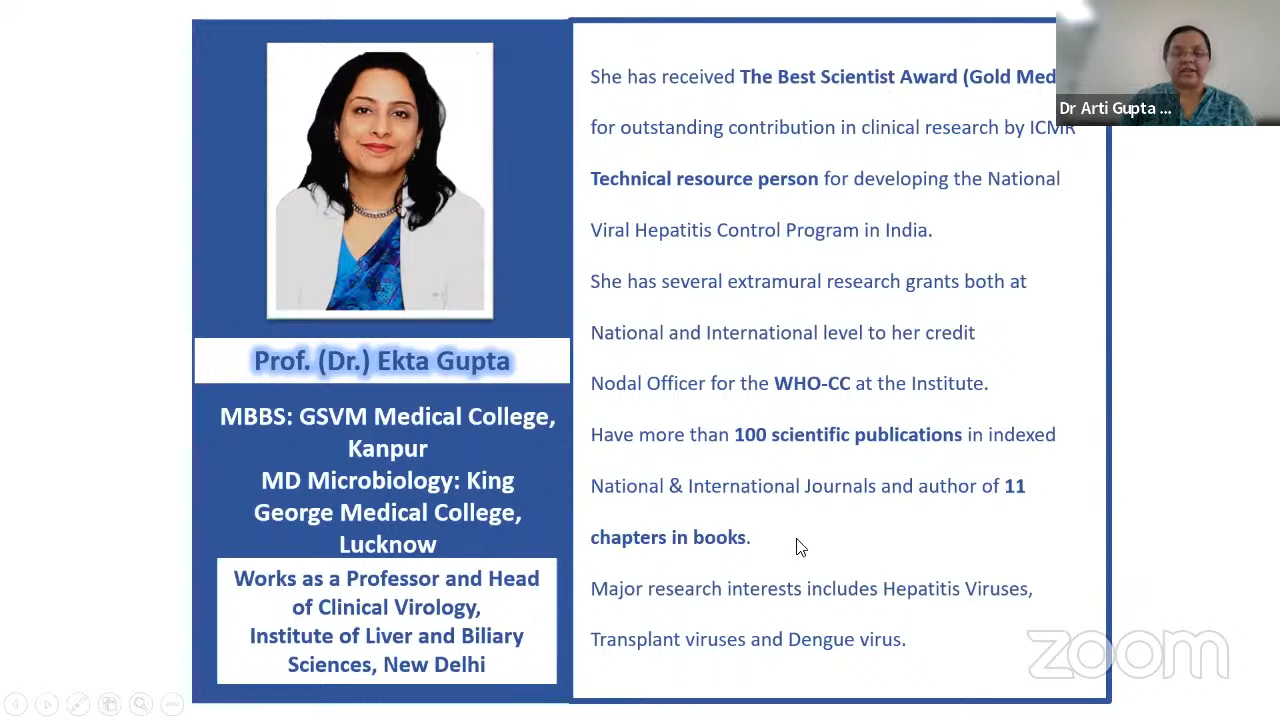 Prof. (Dr.) Ekta Gupta
MBBS: GSVM Medical College,
Kanpur
MD Microbiology: King
George Medical College,
Lucknow
Works as a Professor and Head
of Clinical Virology,
Institute of Liver and Biliary
Sciences, New Delhi
She has received The Best Scientist Award (Gold Med
for outstanding contribution in clinical research by ICMR
Technical resource person for developing the National
Viral Hepatitis Control Program in India.
She has several extramural research grants both at
National and International level to her credit
Nodal Officer for the WHO-CC at the Institute.
Have more than 100 scientific publications in indexed
National & International Journals and author of 11
chapters in books.
Major research interests includes Hepatitis Viruses,
Transplant viruses and Dengue virus.
Dr Arti Gupta ...
zoom